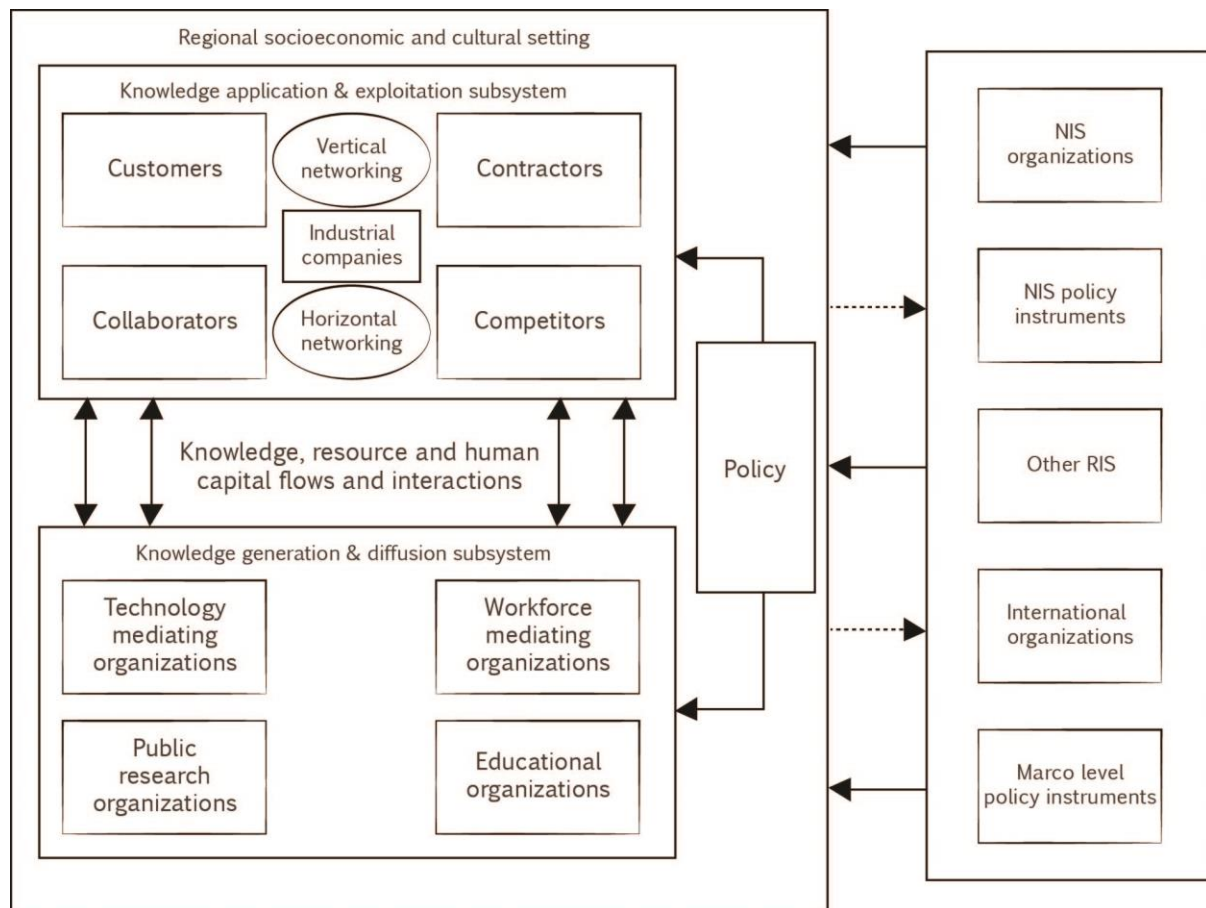 Regional socioeconomic and cultural setting
Knowledge application & exploitation subsystem
Customers
Vertical
networking
Contractors
Industrial
companies
Collaborators
Horizontal
networking
Competitors
Knowledge, resource and human
capital flows and interactions
Policy
Knowledge generation & diffusion subsystem
Technology
mediating
organizations
Workforce
mediating
organizations
Public
research
organizations
Educational
organizations
NIS
organizations
NIS policy
instruments
Other RIS
International
organizations
Marco level
policy instruments